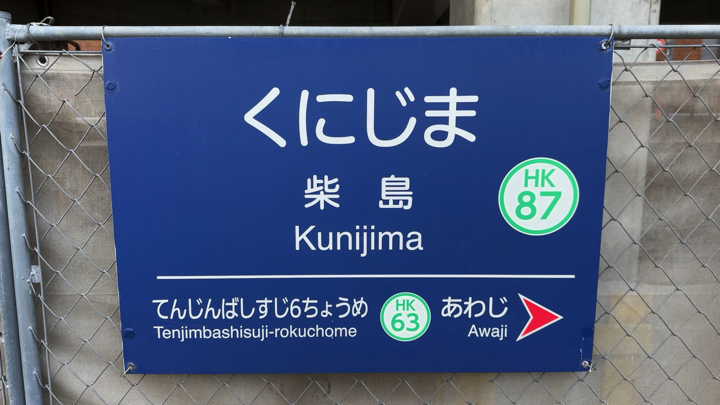 くにじま
柴島
Kunijima
HK
87
てんじんばしすじ6ちょうめ
Tenjimbashisuji-rokuchome
HK
63
あわじ
Awaji